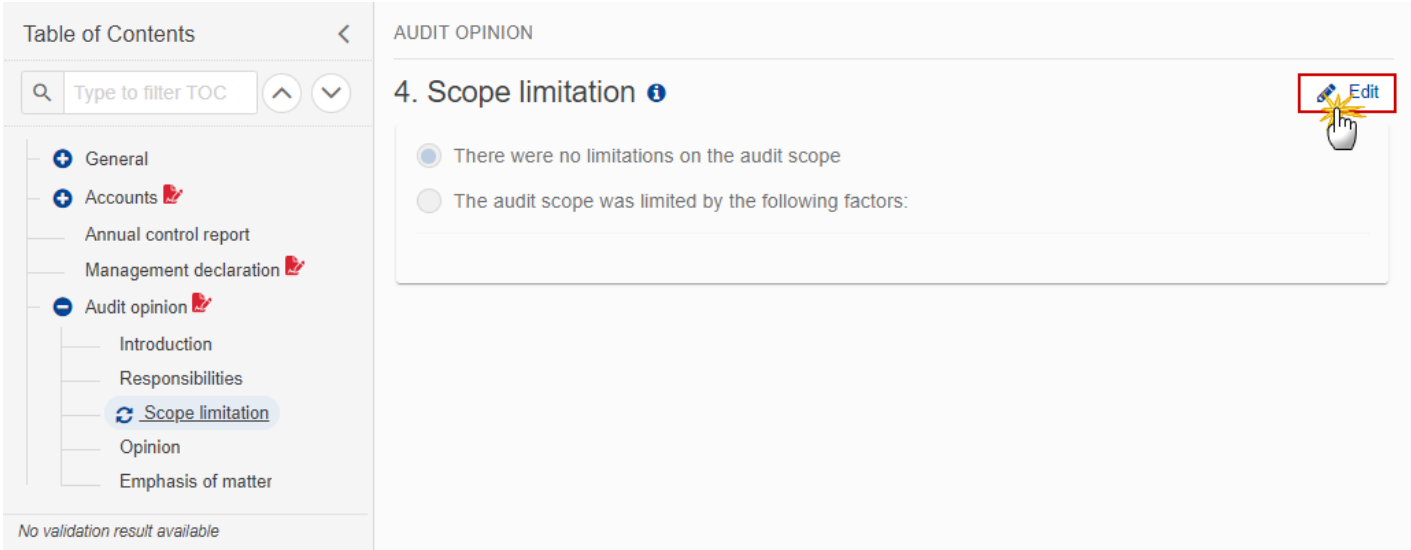 Table of Contents
Type to filter TOC
General
Accounts
Annual control report
Management declaration
Audit opinion
Introduction
Responsibilities
Scope limitation
Opinion
Emphasis of matter
No validation result available
AUDIT OPINION
4. Scope limitation
Edit
There were no limitations on the audit scope
The audit scope was limited by the following factors: